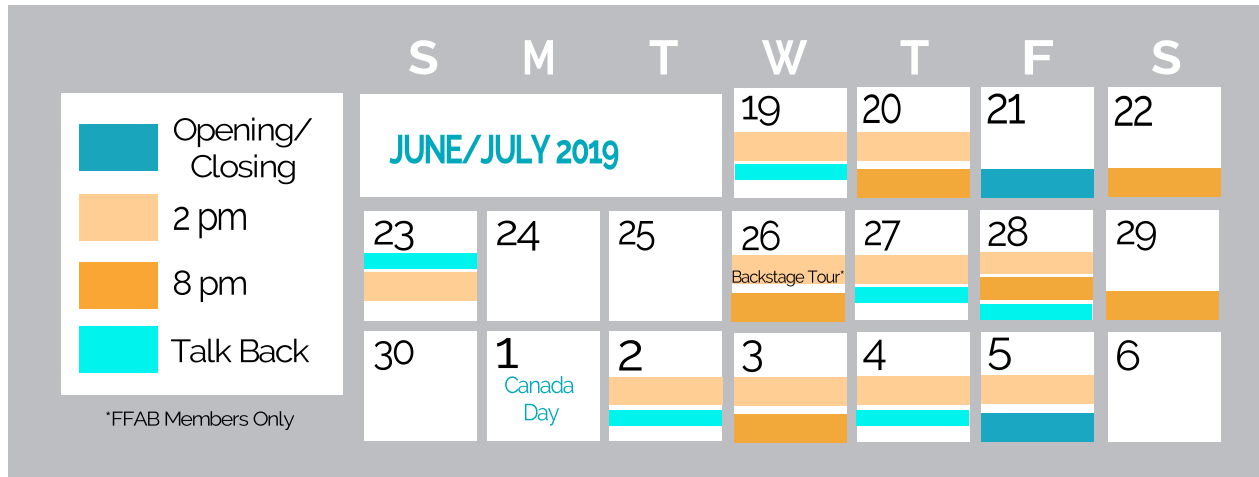 S M T W T F S
Opening/
Closing
2 pm
8 pm
Talk Back
*FFAB Members Only
JUNE/JULY 2019
19 20 21 22
23 24 25 26 27 28 29
Backstage Tour*
30 1 2 3 4 5 6
Canada
Day